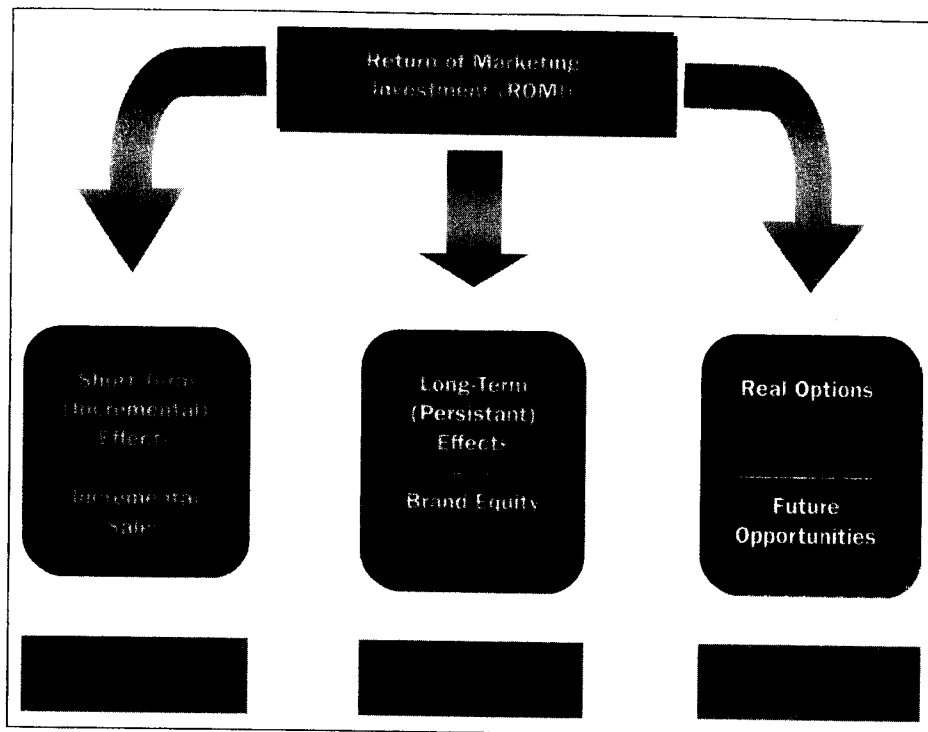 Return of Marketing
Investment (ROMI)
Short-Term
(Incremental)
Effects
Incremental
Sales
Long-Term
(Persistant)
Effects
Brand Equity
Real Options
Future
Opportunities